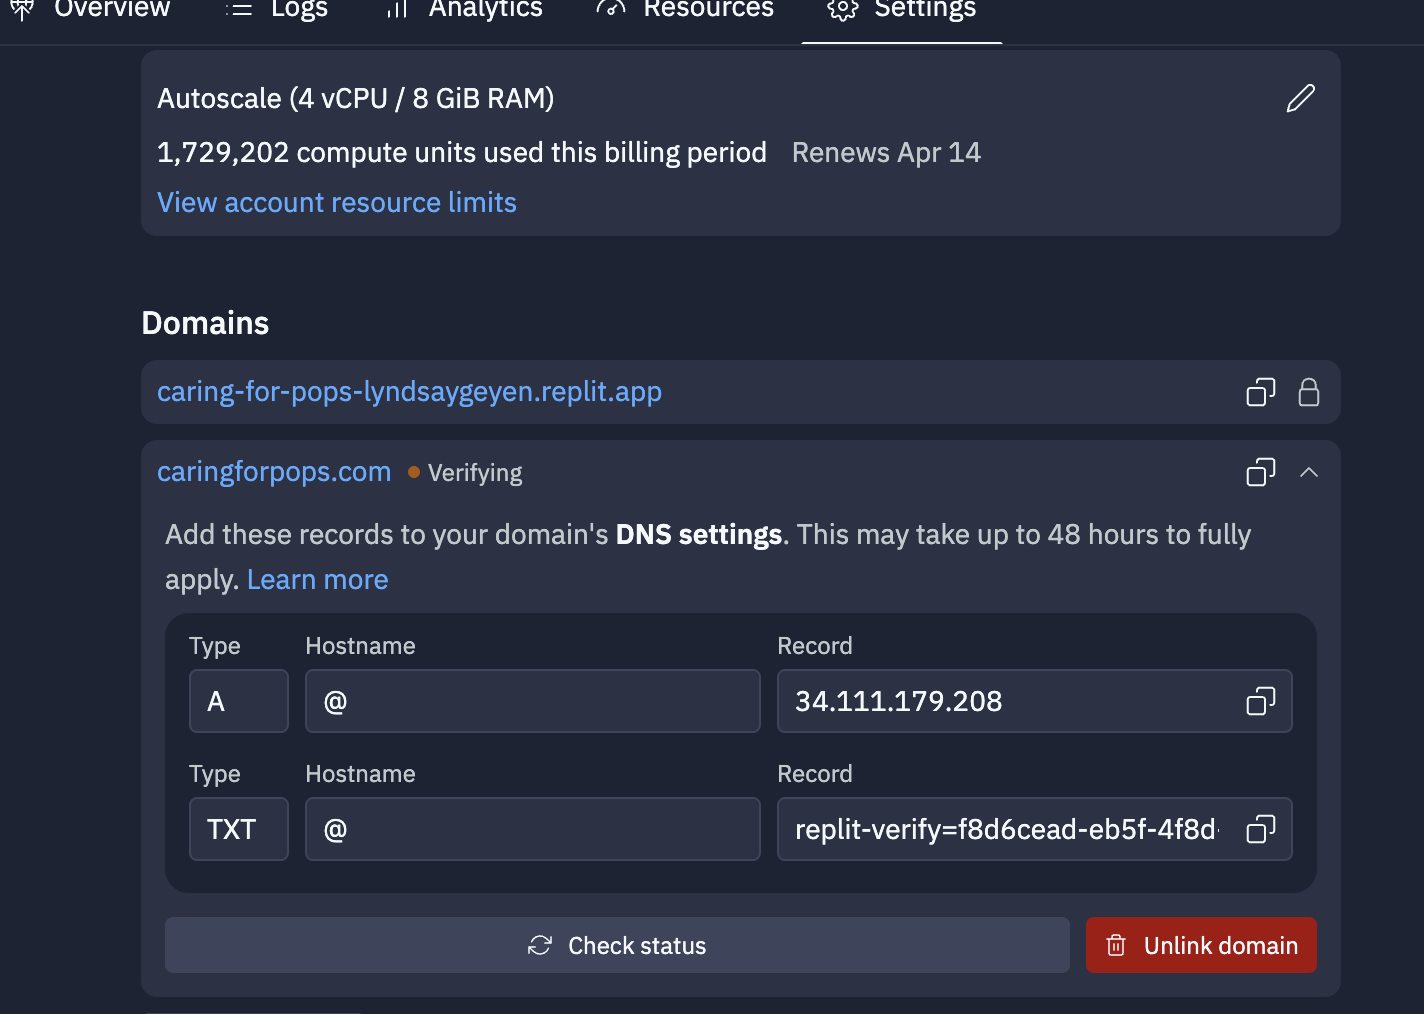 Overview Logs Analytics Resources Settings
Autoscale (4 vCPU / 8 GiB RAM)
1,729,202 compute units used this billing period Renews Apr 14
View account resource limits
Domains
caring-for-pops-lyndsaygeyen.replit.app
caringforpops.com Verifying
Add these records to your domain's DNS settings. This may take up to 48 hours to fully
apply. Learn more
Type Hostname Record
A @ 34.111.179.208
Type Hostname Record
TXT @ replit-verify=f8d6cead-eb5f-4f8d-
Check status Unlink domain